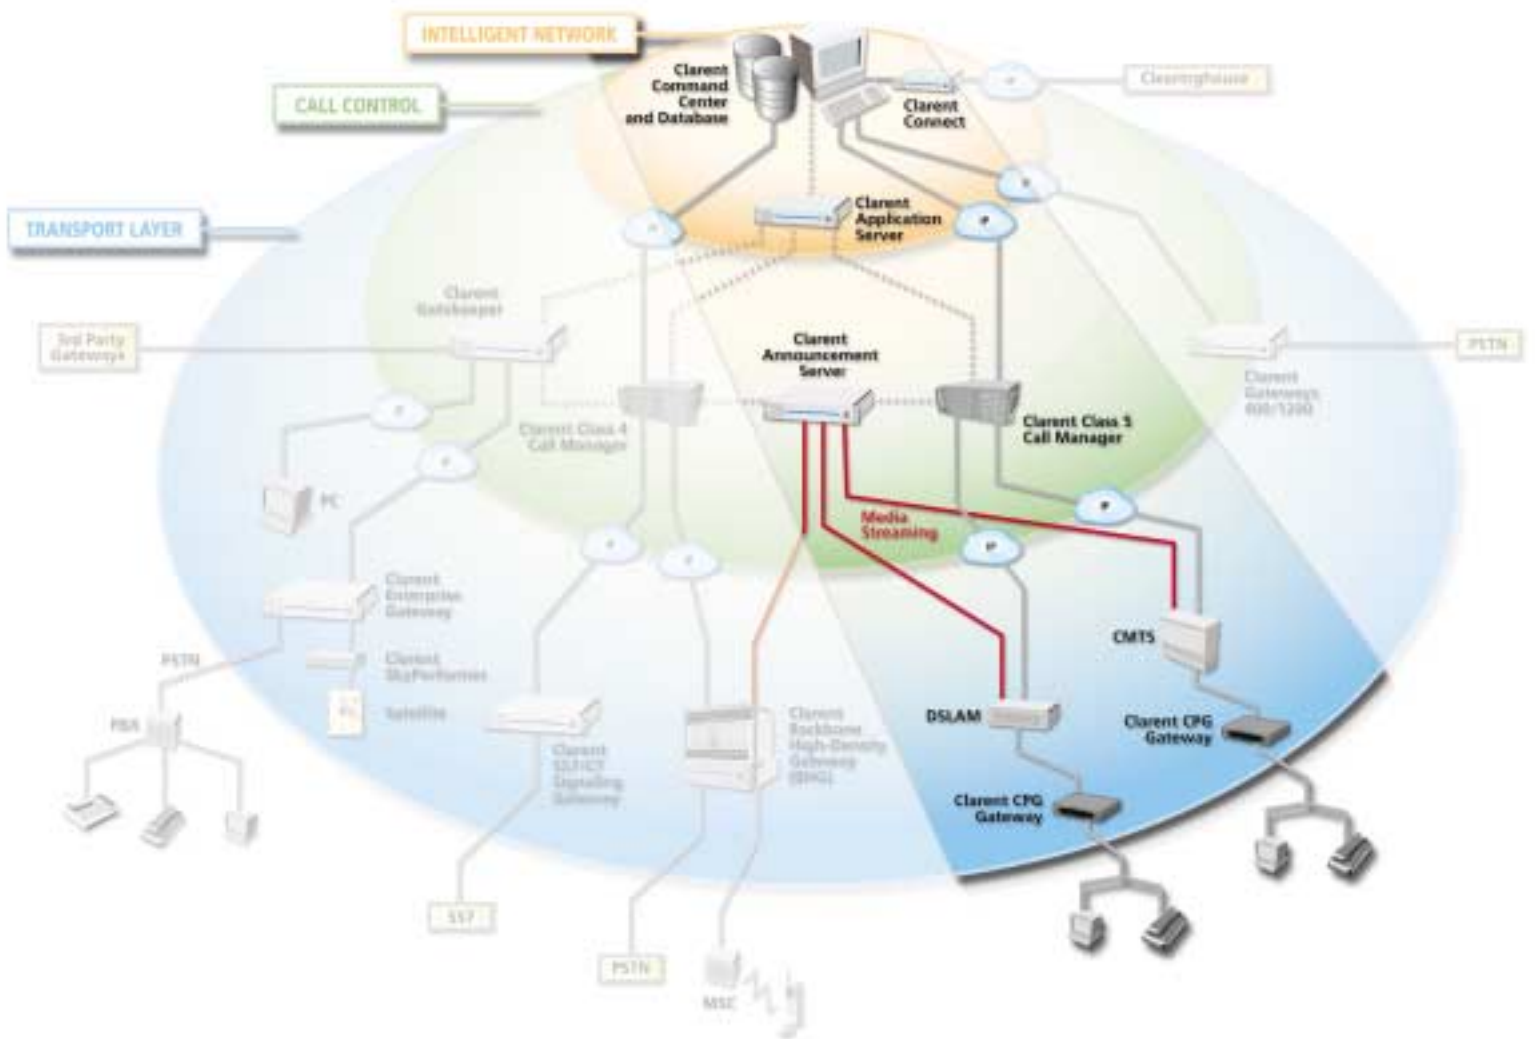 INTELLIGENT NETWORK
CALL CONTROL
TRANSPORT LAYER
Clarent
Command
Center
and Database
Clarent
Connect
Clearinghouse
Clarent
Application
Server
IP
Clarent
Gatekeeper
3rd Party
Gateways
Clarent
Announcement
Server
PSTN
Clarent
Gateways
Clarent Class 4
Call Manager
Clarent Class 5
Call Manager
PC
Media
Streaming
IP
Clarent
Enterprise
Gateway
CMTS
PSTN
Clarent
SkyPerformer
Satellite
PBX
Clarent
Backbone
High-Density
Gateway
(BHG)
DSLAM
Clarent CPG
Gateway
Clarent
Signaling
Gateway
Clarent CPG
Gateway
SS7
PSTN
MSC